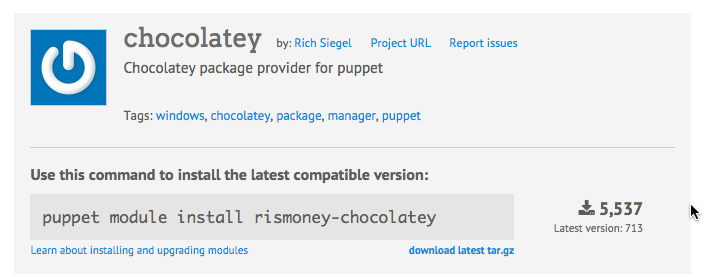 chocolatey by: Rich Siegel Project URL Report issues
Chocolatey package provider for puppet
Tags: windows, chocolatey, package, manager, puppet
Use this command to install the latest compatible version:
puppet module install rismoney-chocolatey
5,537
Latest version: 713
Learn about installing and upgrading modules
download latest tar.gz